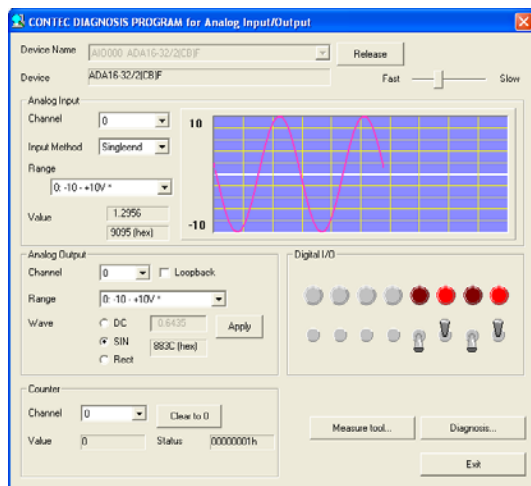 CONTEC DIAGNOSIS PROGRAM for Analog Input/Output
Device Name AIO000 ADA16-32/2(CB)F Release
Device ADA16-32/2(CB)F Fast Slow
Analog Input
Channel 0
10
Input Method Singleend
Range
0: -10 - +10V *
Value 1.2956
-10
9095 (hex)
Analog Output
Digital I/O
Channel 0 Loopback
Range 0: -10 - +10V *
Wave DC 0.6435 Apply
SIN 883C (hex)
Rect
Counter
Channel 0 Clear to 0
Measure tool... Diagnosis...
Value 0 Status 00000001h
Exit